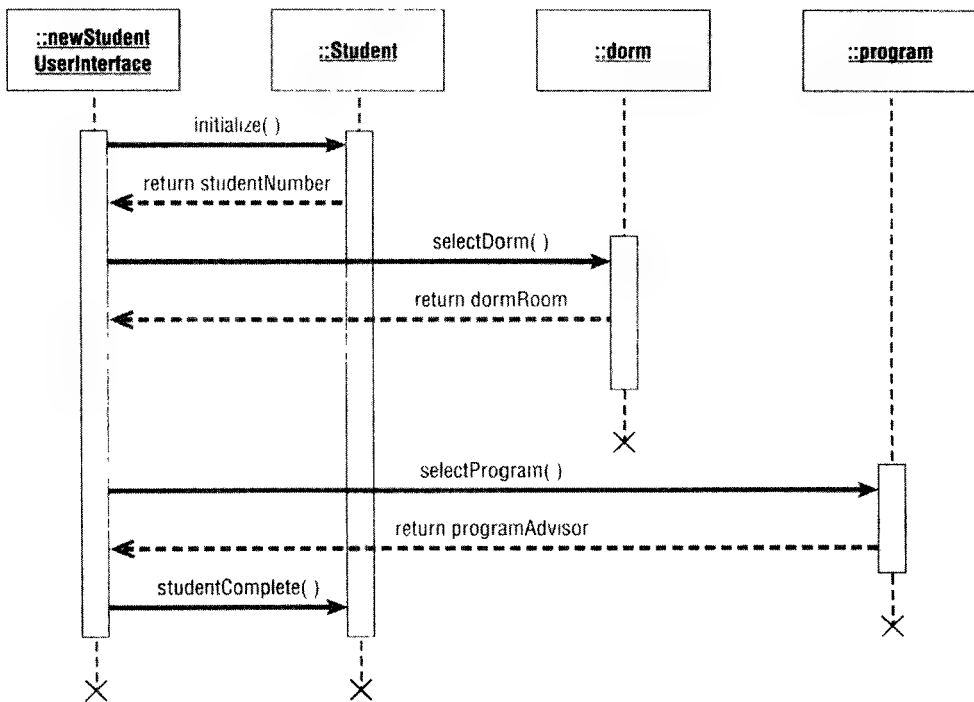 ::newStudent
UserInterface
::Student
::dorm
::program
initialize( )
return studentNumber
selectDorm( )
return dormRoom
selectProgram( )
return programAdvisor
studentComplete( )